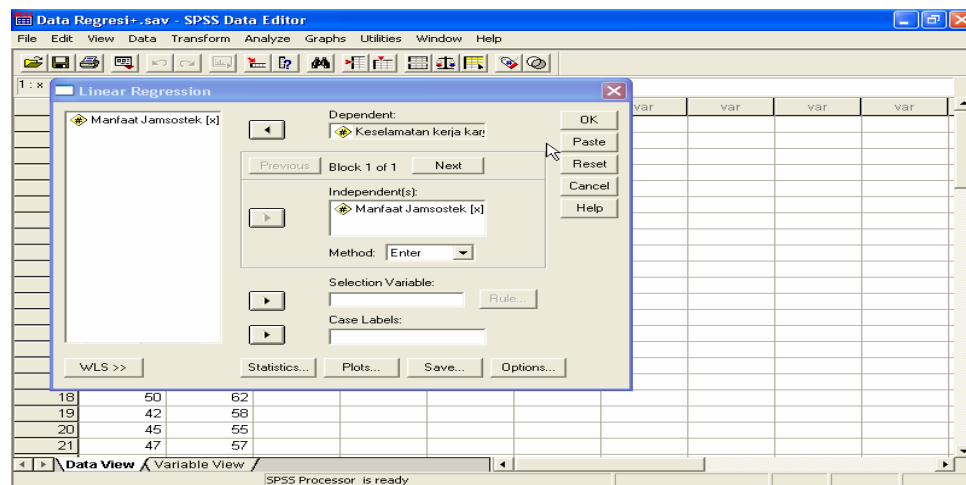 Data Regresi+.sav - SPSS Data Editor
File Edit View Data Transform Analyze Graphs Utilities Window Help
1 : x
Linear Regression
var var var var
Manfaat Jamsostek [x]
Dependent:
Keselamatan kerja kar
OK
Paste
Previous Block 1 of 1 Next
Reset
Cancel
Independent(s):
Manfaat Jamsostek [x]
Help
Method: Enter
Selection Variable:
Rule...
Case Labels:
WLS >> Statistics... Plots... Save... Options...
18 50 62
19 42 58
20 45 55
21 47 57
Data View Variable View
SPSS Processor is ready